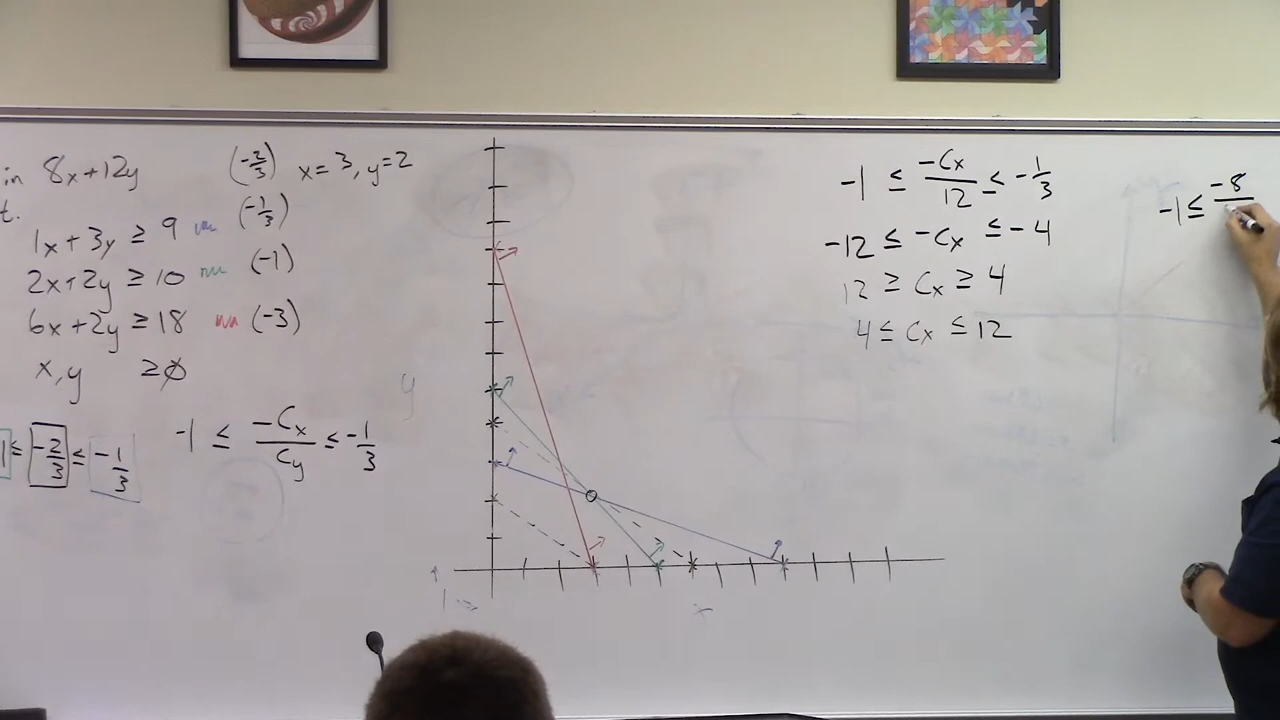 in 8x+12y (-2/3) x=3, y=2
t.
1x+3y ≥ 9 (-1/3)
2x+2y ≥ 10 (-1)
6x+2y ≥ 18 (-3)
x,y ≥ 0
1 ≤ -2/3 ≤ -1/3
-1 ≤ -Cx/Cy ≤ -1/3
y
x
-1 ≤ -Cx/12 ≤ -1/3
-12 ≤ -Cx ≤ -4
12 ≥ Cx ≥ 4
4 ≤ Cx ≤ 12
-1 ≤ -8